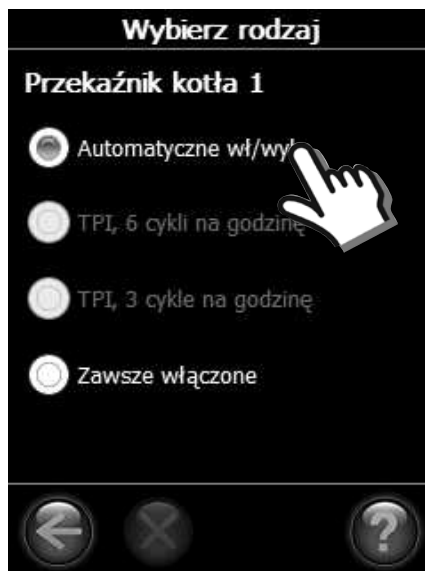 Wybierz rodzaj
Przekaźnik kotła 1
Automatyczne wł/wył
TPI, 6 cykli na godzinę
TPI, 3 cykle na godzinę
Zawsze włączone
?